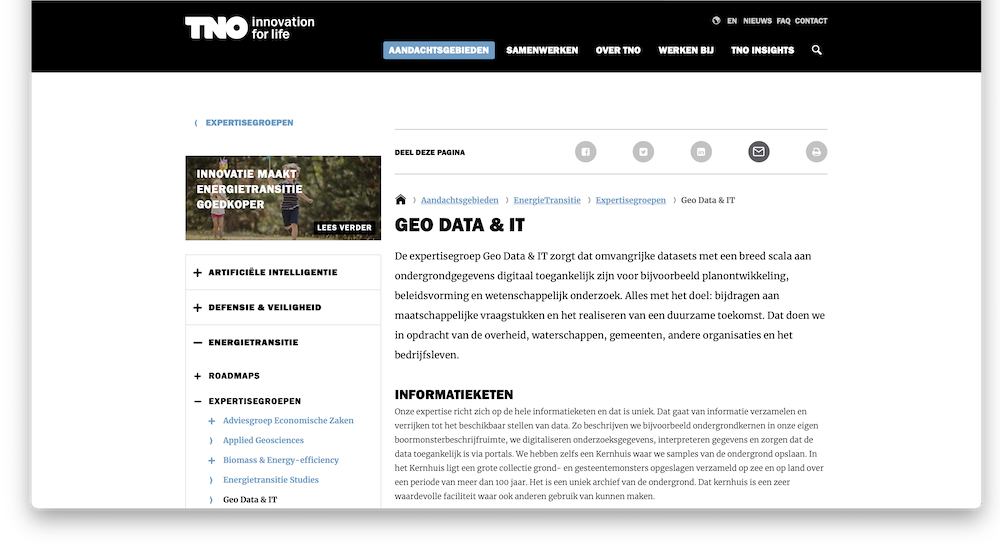 TNO innovation
for life
EN NIEUWS FAQ CONTACT
AANDACHTSGEBIEDEN SAMENWERKEN OVER TNO WERKEN BIJ TNO INSIGHTS
EXPERTISEGROEPEN
INNOVATIE MAAKT
ENERGIETRANSITIE
GOEDKOPER
LEES VERDER
ARTIFICIËLE INTELLIGENTIE
DEFENSIE & VEILIGHEID
ENERGIETRANSITIE
ROADMAPS
EXPERTISEGROEPEN
Adviesgroep Economische Zaken
Applied Geosciences
Biomass & Energy-efficiency
Energietransitie Studies
Geo Data & IT
DEEL DEZE PAGINA
Aandachtsgebieden EnergieTransitie Expertisegroepen Geo Data & IT
GEO DATA & IT
De expertisegroep Geo Data & IT zorgt dat omvangrijke datasets met een breed scala aan
ondergrondgegevens digitaal toegankelijk zijn voor bijvoorbeeld planontwikkeling,
beleidsvorming en wetenschappelijk onderzoek. Alles met het doel: bijdragen aan
maatschappelijke vraagstukken en het realiseren van een duurzame toekomst. Dat doen we
in opdracht van de overheid, waterschappen, gemeenten, andere organisaties en het
bedrijfsleven.
INFORMATIEKETEN
Onze expertise richt zich op de hele informatieketen en dat is uniek. Dat gaat van informatie verzamelen en
verrijken tot het beschikbaar stellen van data. Zo beschrijven we bijvoorbeeld ondergrondkernen in onze eigen
boormonsterbeschrijfruimte, we digitaliseren onderzoeksgegevens, interpreteren gegevens en zorgen dat de
data toegankelijk is via portals. We hebben zelfs een Kernhuis waar we samples van de ondergrond opslaan. In
het Kernhuis ligt een grote collectie grond- en gesteentemonsters opgeslagen verzameld op zee en op land over
een periode van meer dan 100 jaar. Het is een uniek archief van de ondergrond. Dat kernhuis is een zeer
waardevolle faciliteit waar ook anderen gebruik van kunnen maken.